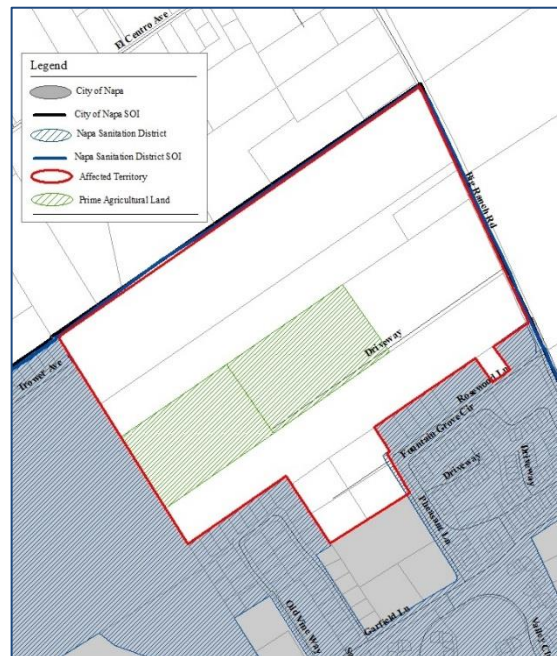 El Centro Ave
Legend
City of Napa
City of Napa SOI
Napa Sanitation District
Napa Sanitation District SOI
Affected Territory
Prime Agricultural Land
Big Ranch Rd
Trower Ave
Driveway
Rosewood Ln
Fountain Grove Cir
Driveway
Driveway
Pheasant Ln
Garfield Ln
Old Vine Way